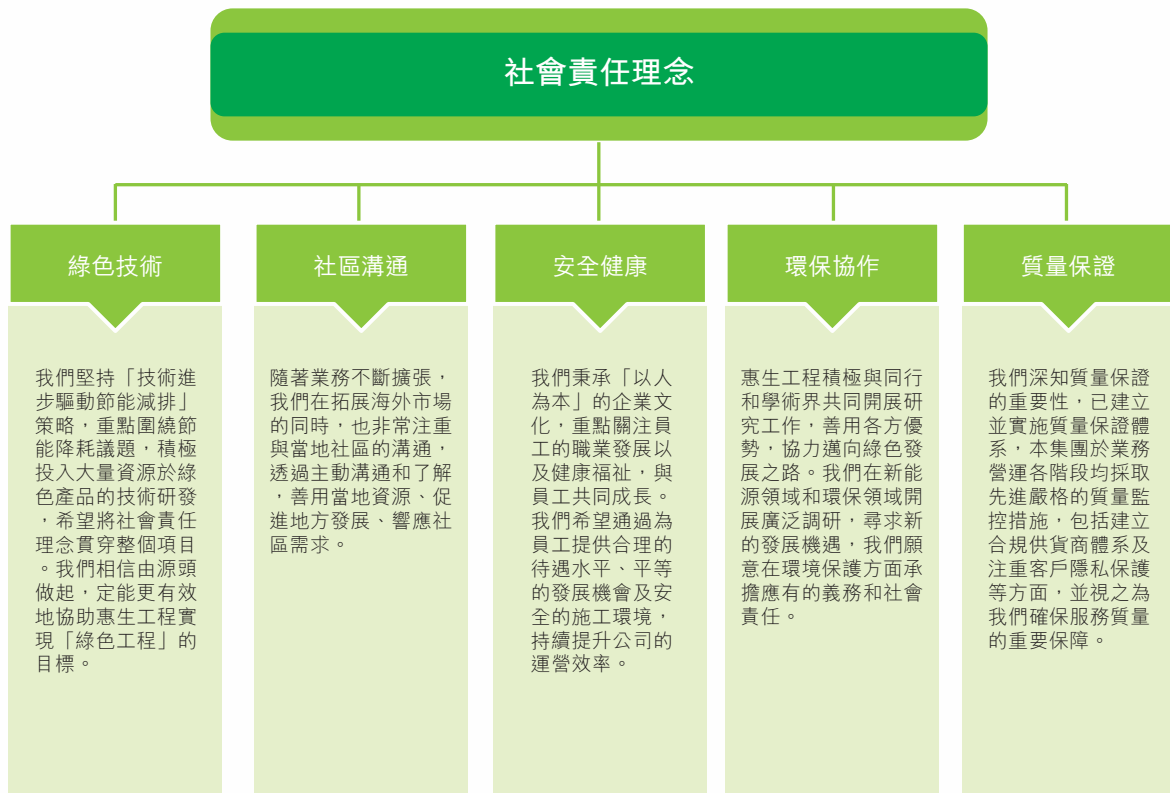 社會責任理念
綠色技術
我們堅持「技術進
步驅動節能減排」
策略，重點圍繞節
能降耗議題，積極
投入大量資源於綠
色產品的技術研發
，希望將社會責任
理念貫穿整個項目
。我們相信由源頭
做起，定能更有效
地協助惠生工程實
現「綠色工程」的
目標。
社區溝通
隨著業務不斷擴張，
我們在拓展海外市場
的同時，也非常注重
與當地社區的溝通，
透過主動溝通和了解
，善用當地資源、促
進地方發展、響應社
區需求。
安全健康
我們秉承「以人
為本」的企業文
化，重點關注員
工的職業發展以
及健康福祉，與
員工共同成長。
我們希望通過為
員工提供合理的
待遇水平、平等
的發展機會及安
全的施工環境，
持續提升公司的
運營效率。
環保協作
惠生工程積極與同行
和學術界共同開展研
究工作，善用各方優
勢，協力邁向綠色發
展之路。我們在新能
源領域和環保領域開
展廣泛調研，尋求新
的發展機遇，我們願
意在環境保護方面承
擔應有的義務和社會
責任。
質量保證
我們深知質量保證
的重要性，已建立
並實施質量保證體
系，本集團於業務
營運各階段均採取
先進嚴格的質量監
控措施，包括建立
合規供貨商體系及
注重客戶隱私保護
等方面，並視之為
我們確保服務質量
的重要保障。